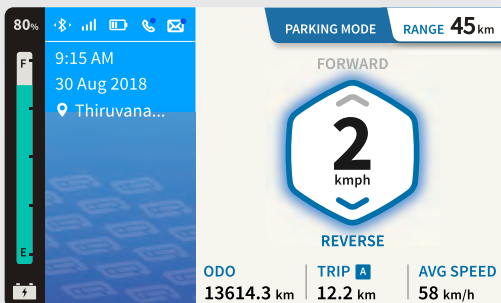 80%
PARKING MODE
RANGE 45 km
F
9:15 AM
30 Aug 2018
Thiruvana...
FORWARD
2
kmph
REVERSE
E
ODO
13614.3 km
TRIP A
12.2 km
AVG SPEED
58 km/h